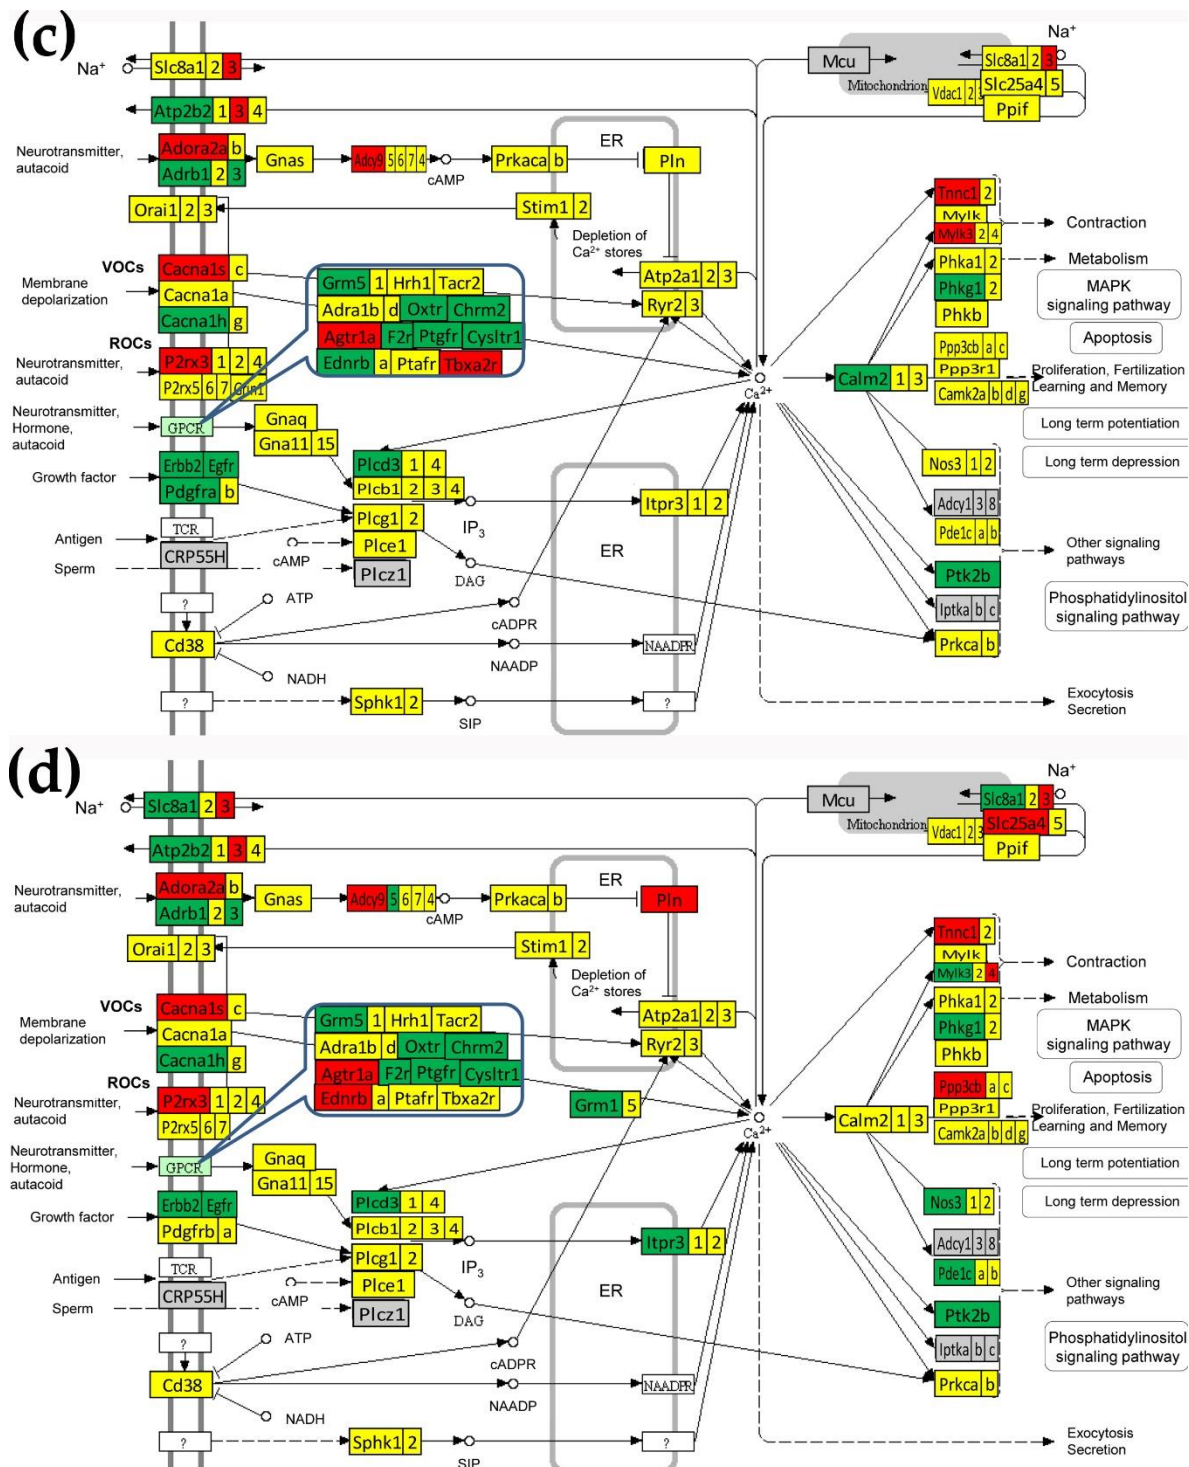 (c)
Na+
Slc8a1 2 3
Mcu
Mitochondrion
Na+
Slc8a1 2 3
Vdac1 2 3
Slc25a4 5
Ppif
Atp2b2 1 3 4
Neurotransmitter,
autacoid
Adora2a b
Adrb1 2 3
Gnas
Adcy9 5 6 7 4
cAMP
Prkaca b
ER
Pln
Orai1 2 3
Stim1 2
Depletion of
Ca2+ stores
Atp2a1 2 3
Ryr2 3
VOCs
Membrane
depolarization
Cacna1s c
Cacna1a
Cacna1h g
Grm5 1 Hrh1 Tacr2
Adra1b d Oxtr Chrm2
Agtr1a F2r Ptgfr Cysltr1
Ednrb a Ptafr Tbxa2r
ROCs
Neurotransmitter,
autacoid
P2rx3 1 2 4
P2rx5 6 7 Grin1
Neurotransmitter,
Hormone,
autacoid
GPCR
Gnaq
Gna11 15
Growth factor
Erbb2 Egfr
Pdgfra b
Plcd3 1 4
Plcb1 2 3 4
Plcg1 2
IP3
Itpr3 1 2
Antigen
TCR
Sperm
CRP55H
cAMP
Plce1
Plcz1
DAG
ER
?
ATP
Cd38
cADPR
NAADP
NAADPR
NADH
?
Sphk1 2
SIP
?
Ca2+
Calm2 1 3
Tnnc1 2
Mylk
Mylk3 2 4
Contraction
Phka1 2
Phkg1 2
Phkb
Metabolism
MAPK
signaling pathway
Apoptosis
Ppp3cb a c
Ppp3r1
Camk2a b d g
Proliferation, Fertilization
Learning and Memory
Long term potentiation
Long term depression
Nos3 1 2
Adcy1 3 8
Pde1c a b
Ptk2b
Iptka b c
Prkca b
Other signaling
pathways
Phosphatidylinositol
signaling pathway
Exocytosis
Secretion
(d)
Na+
Slc8a1 2 3
Mcu
Mitochondrion
Na+
Slc8a1 2 3
Vdac1 2 3
Slc25a4 5
Ppif
Atp2b2 1 3 4
Neurotransmitter,
autacoid
Adora2a b
Adrb1 2 3
Gnas
Adcy9 5 6 7 4
cAMP
Prkaca b
ER
Pln
Orai1 2 3
Stim1 2
Depletion of
Ca2+ stores
Atp2a1 2 3
Ryr2 3
VOCs
Membrane
depolarization
Cacna1s c
Cacna1a
Cacna1h g
Grm5 1 Hrh1 Tacr2
Adra1b d Oxtr Chrm2
Agtr1a F2r Ptgfr Cysltr1
Ednrb a Ptafr Tbxa2r
Grm1 5
ROCs
Neurotransmitter,
autacoid
P2rx3 1 2 4
P2rx5 6 7
Neurotransmitter,
Hormone,
autacoid
GPCR
Gnaq
Gna11 15
Growth factor
Erbb2 Egfr
Pdgfrb a
Plcd3 1 4
Plcb1 2 3 4
Plcg1 2
IP3
Itpr3 1 2
Antigen
TCR
Sperm
CRP55H
cAMP
Plce1
Plcz1
DAG
ER
?
ATP
Cd38
cADPR
NAADP
NAADPR
NADH
?
Sphk1 2
SIP
?
Ca2+
Calm2 1 3
Tnnc1 2
Mylk
Mylk3 2 4
Contraction
Phka1 2
Phkg1 2
Phkb
Metabolism
MAPK
signaling pathway
Apoptosis
Ppp3cb a c
Ppp3r1
Camk2a b d g
Proliferation, Fertilization
Learning and Memory
Long term potentiation
Long term depression
Nos3 1 2
Adcy1 3 8
Pde1c a b
Ptk2b
Iptka b c
Prkca b
Other signaling
pathways
Phosphatidylinositol
signaling pathway
Exocytosis
Secretion